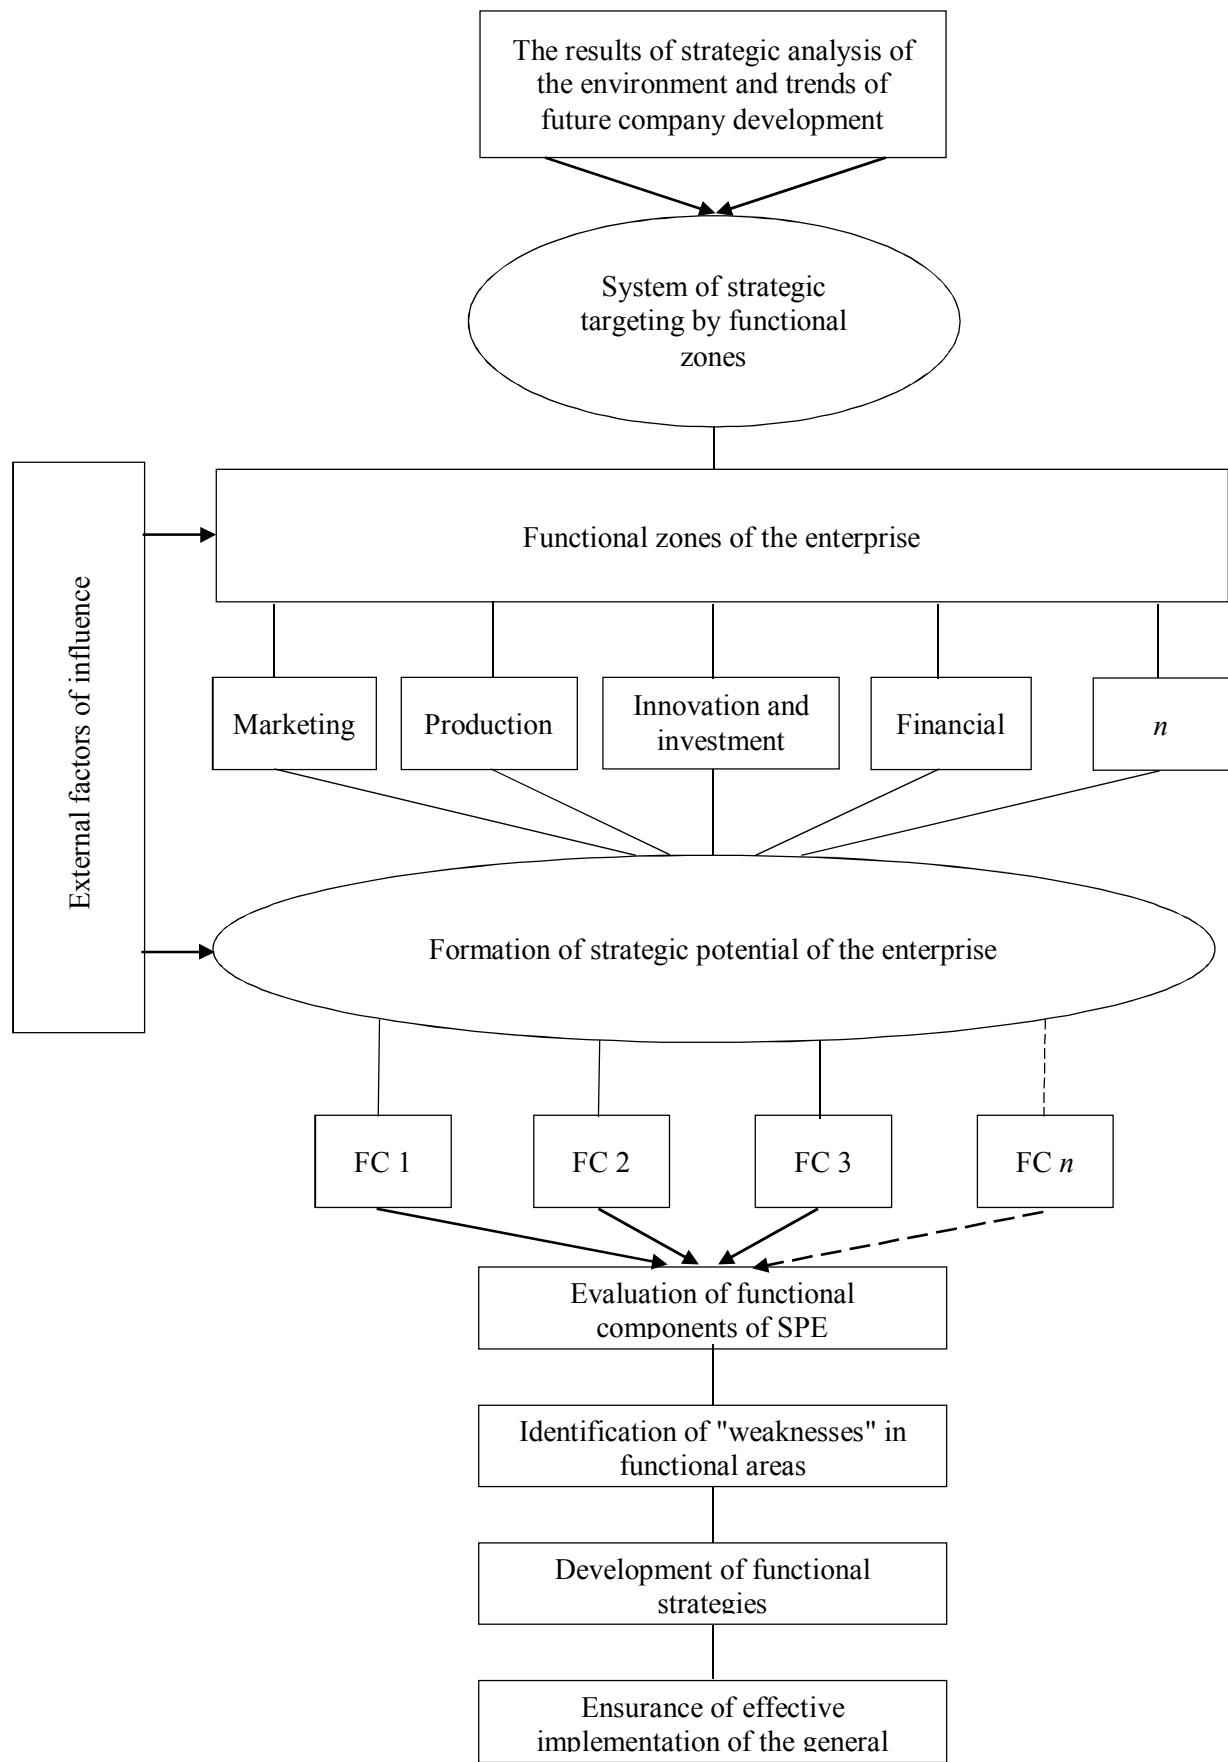 The results of strategic analysis of
the environment and trends of
future company development
System of strategic
targeting by functional
zones
External factors of influence
Functional zones of the enterprise
Marketing
Production
Innovation and
investment
Financial
n
Formation of strategic potential of the enterprise
FC 1
FC 2
FC 3
FC n
Evaluation of functional
components of SPE
Identification of "weaknesses" in
functional areas
Development of functional
strategies
Ensurance of effective
implementation of the general